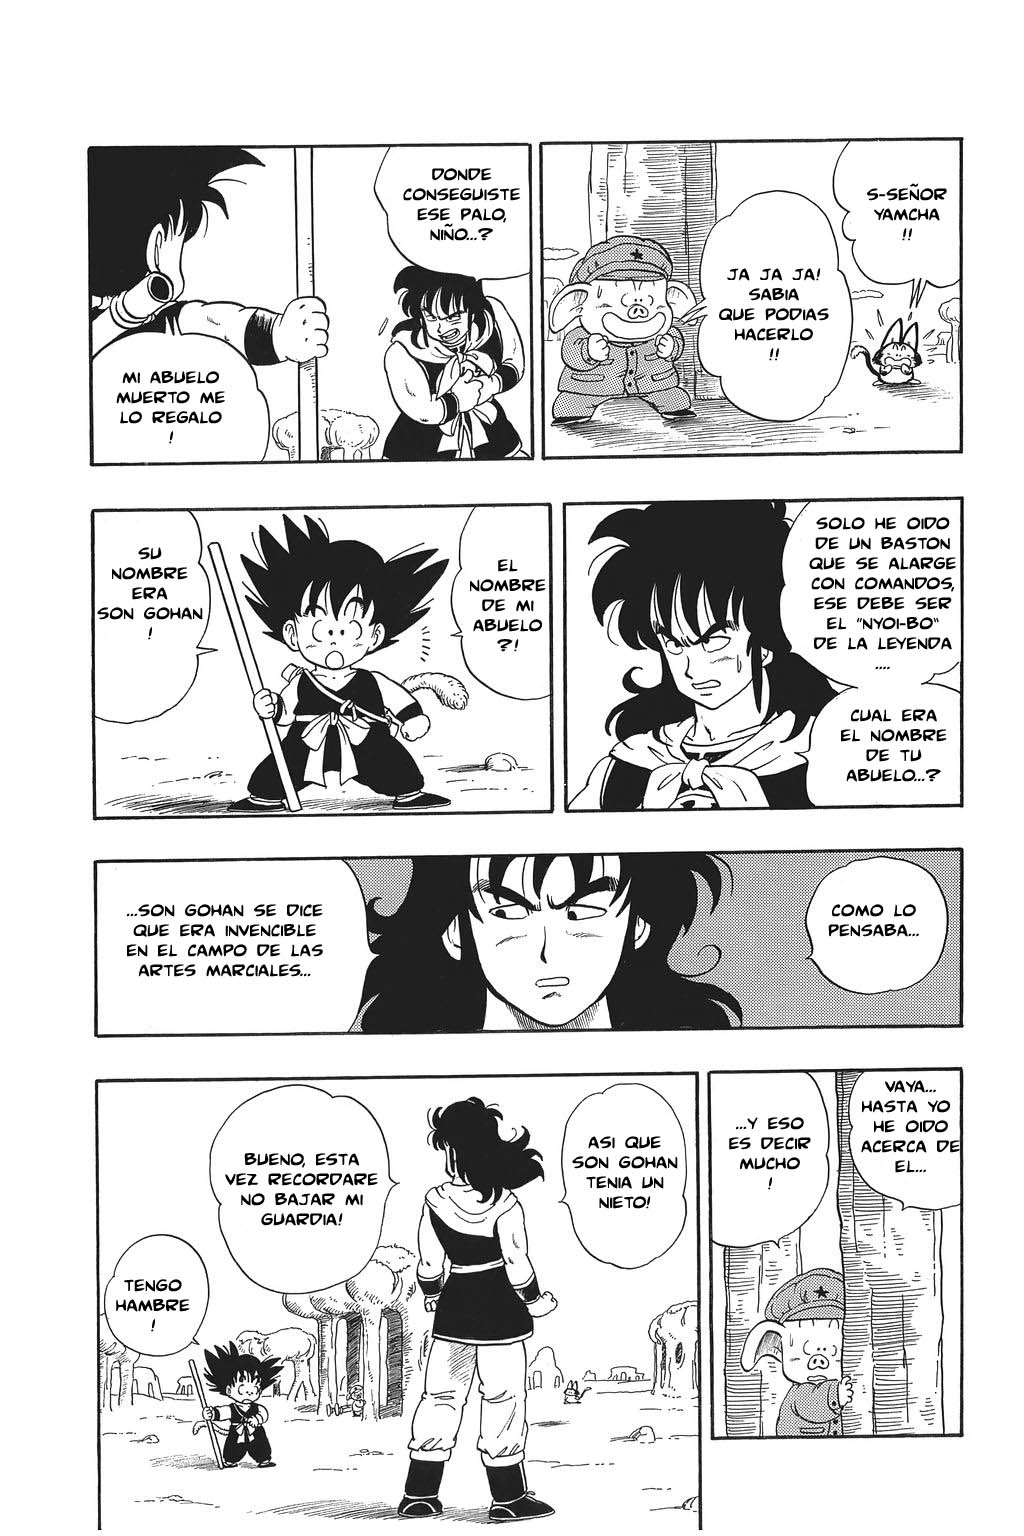 S-SEÑOR
YAMCHA
!!
JA JA JA!
SABIA
QUE PODIAS
HACERLO
!!
DONDE
CONSEGUISTE
ESE PALO,
NIÑO...?
MI ABUELO
MUERTO ME
LO REGALO
!
SOLO HE OIDO
DE UN BASTON
QUE SE ALARGE
CON COMANDOS,
ESE DEBE SER
EL "NYOI-BO"
DE LA LEYENDA
....
CUAL ERA
EL NOMBRE
DE TU
ABUELO...?
EL
NOMBRE
DE MI
ABUELO
?!
SU
NOMBRE
ERA
SON GOHAN
!
COMO LO
PENSABA...
...SON GOHAN SE DICE
QUE ERA INVENCIBLE
EN EL CAMPO DE LAS
ARTES MARCIALES...
VAYA...
HASTA YO
HE OIDO
ACERCA DE
EL...
...Y ESO
ES DECIR
MUCHO
!
ASI QUE
SON GOHAN
TENIA UN
NIETO!
BUENO, ESTA
VEZ RECORDARE
NO BAJAR MI
GUARDIA!
TENGO
HAMBRE
!